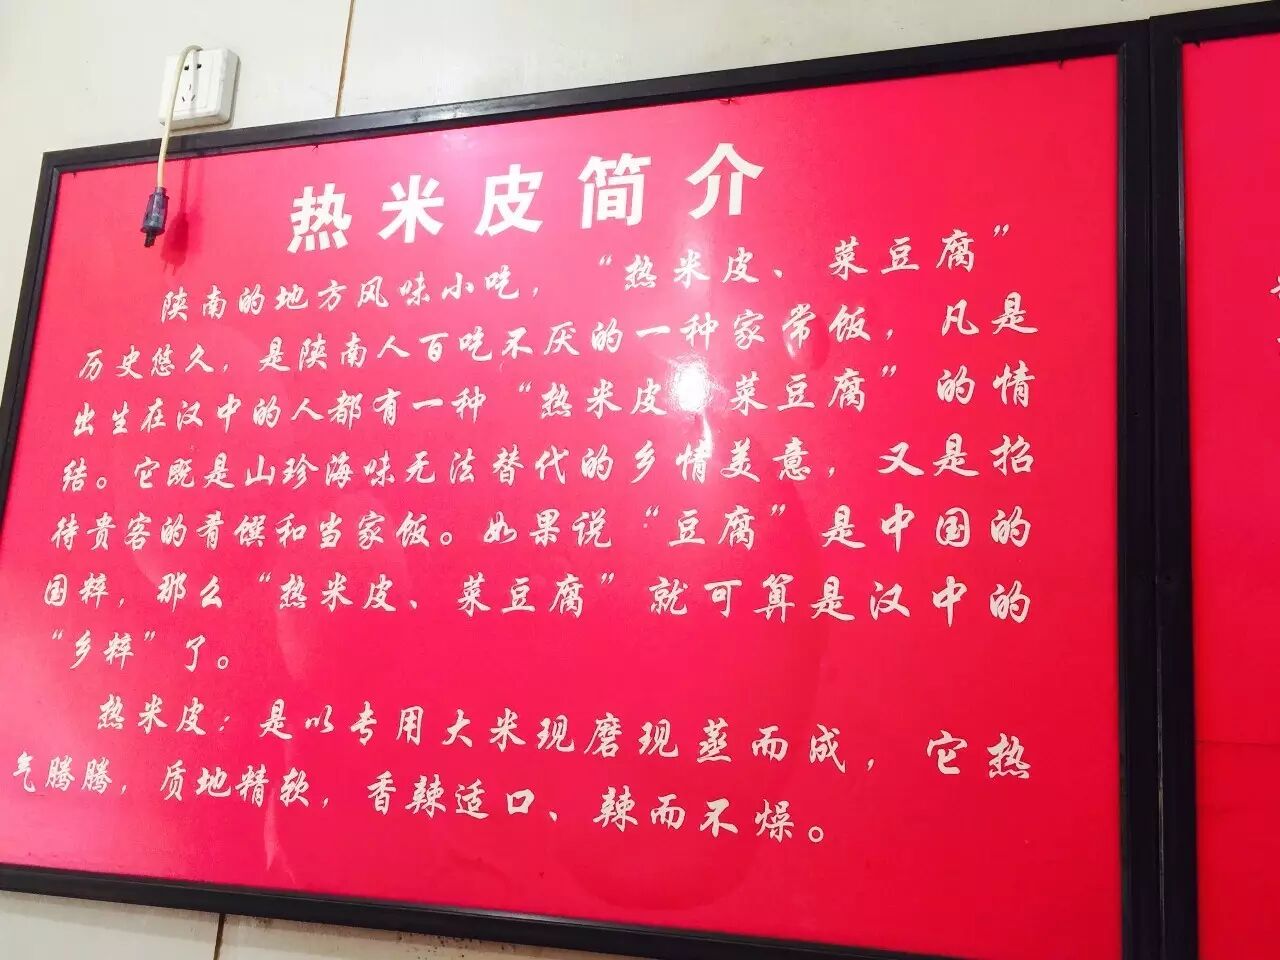 热米皮简介
陕南的地方风味小吃，“热米皮、菜豆腐”
历史悠久，是陕南人百吃不厌的一种家常饭，凡是
出生在汉中的人都有一种“热米皮、菜豆腐”的情
结。它既是山珍海味无法替代的乡情美意，又是招
待贵客的肴馔和当家饭。如果说“豆腐”是中国的
国粹，那么“热米皮、菜豆腐”就可算是汉中的
“乡粹”了。
热米皮：是以专用大米现磨现蒸而成，它热
气腾腾，质地精软，香辣适口、辣而不燥。